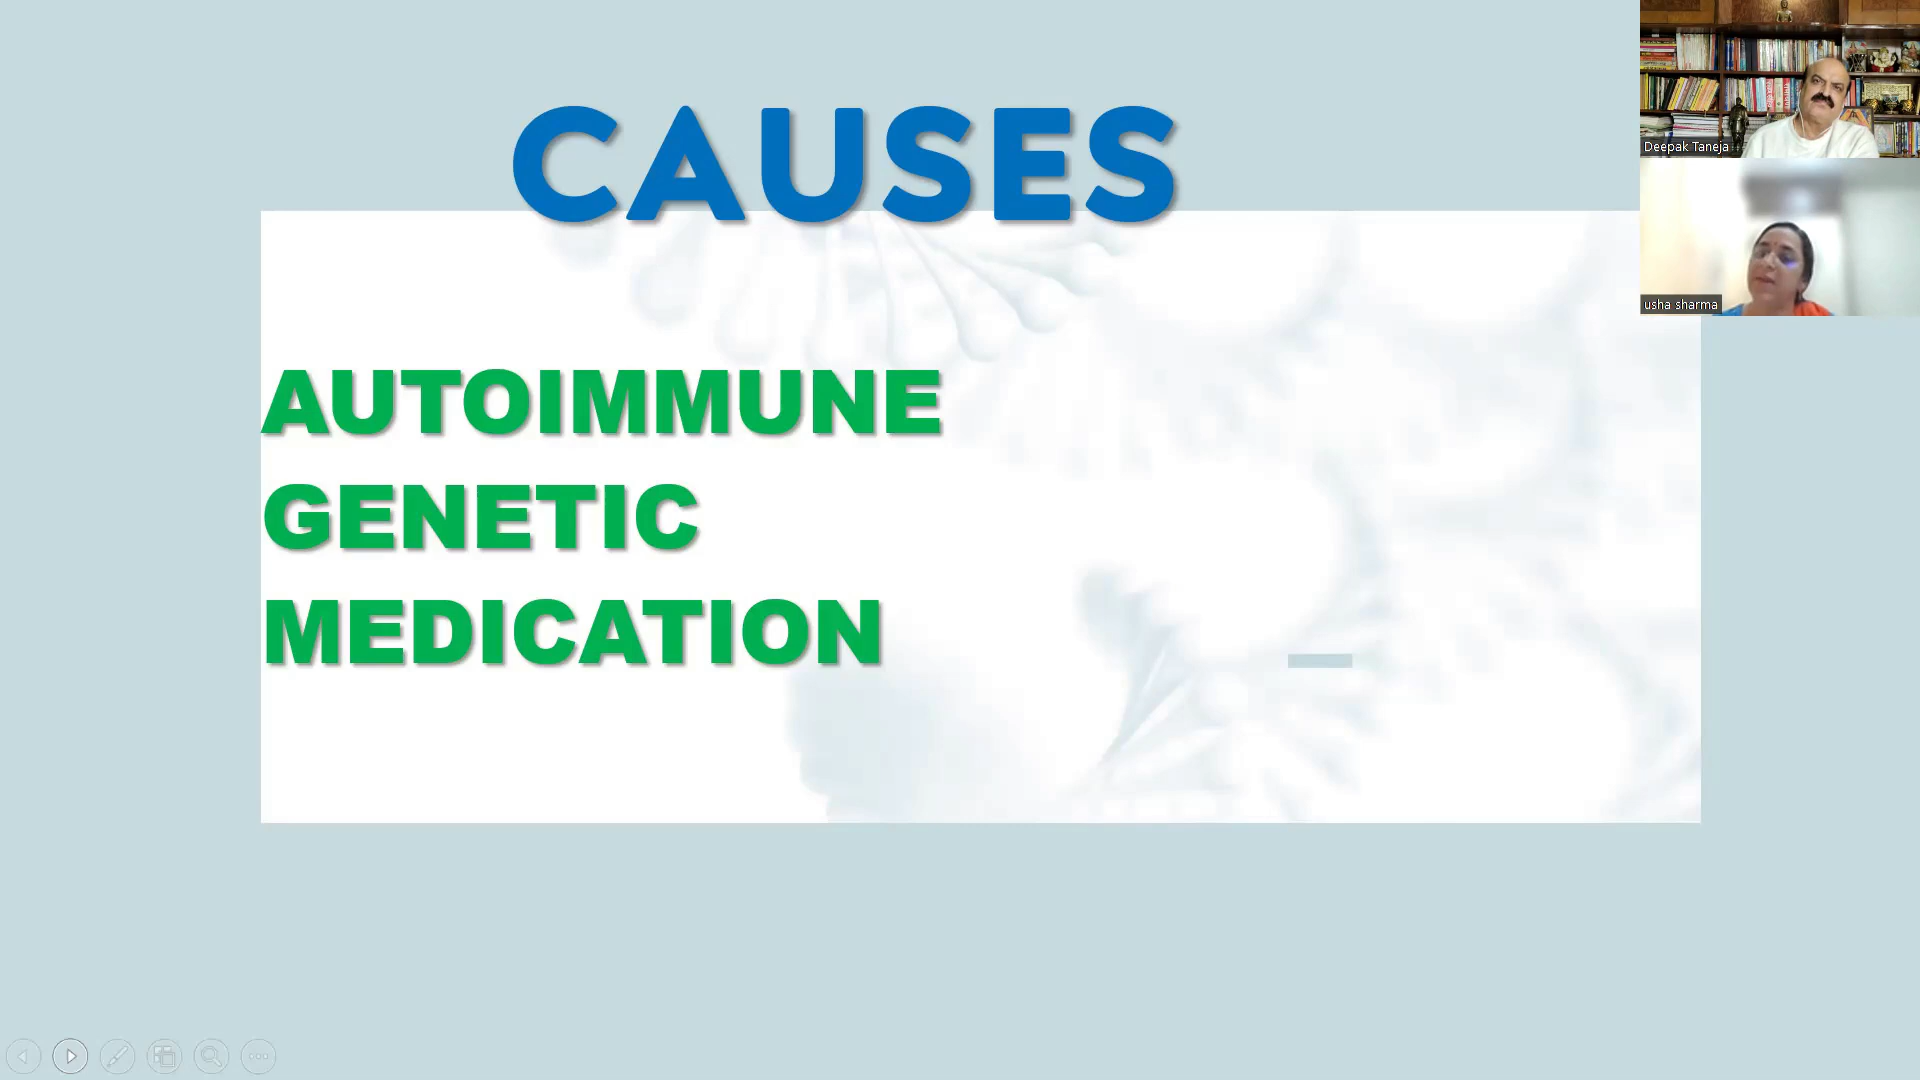 CAUSES
AUTOIMMUNE
GENETIC
MEDICATION
Deepak Taneja
usha sharma